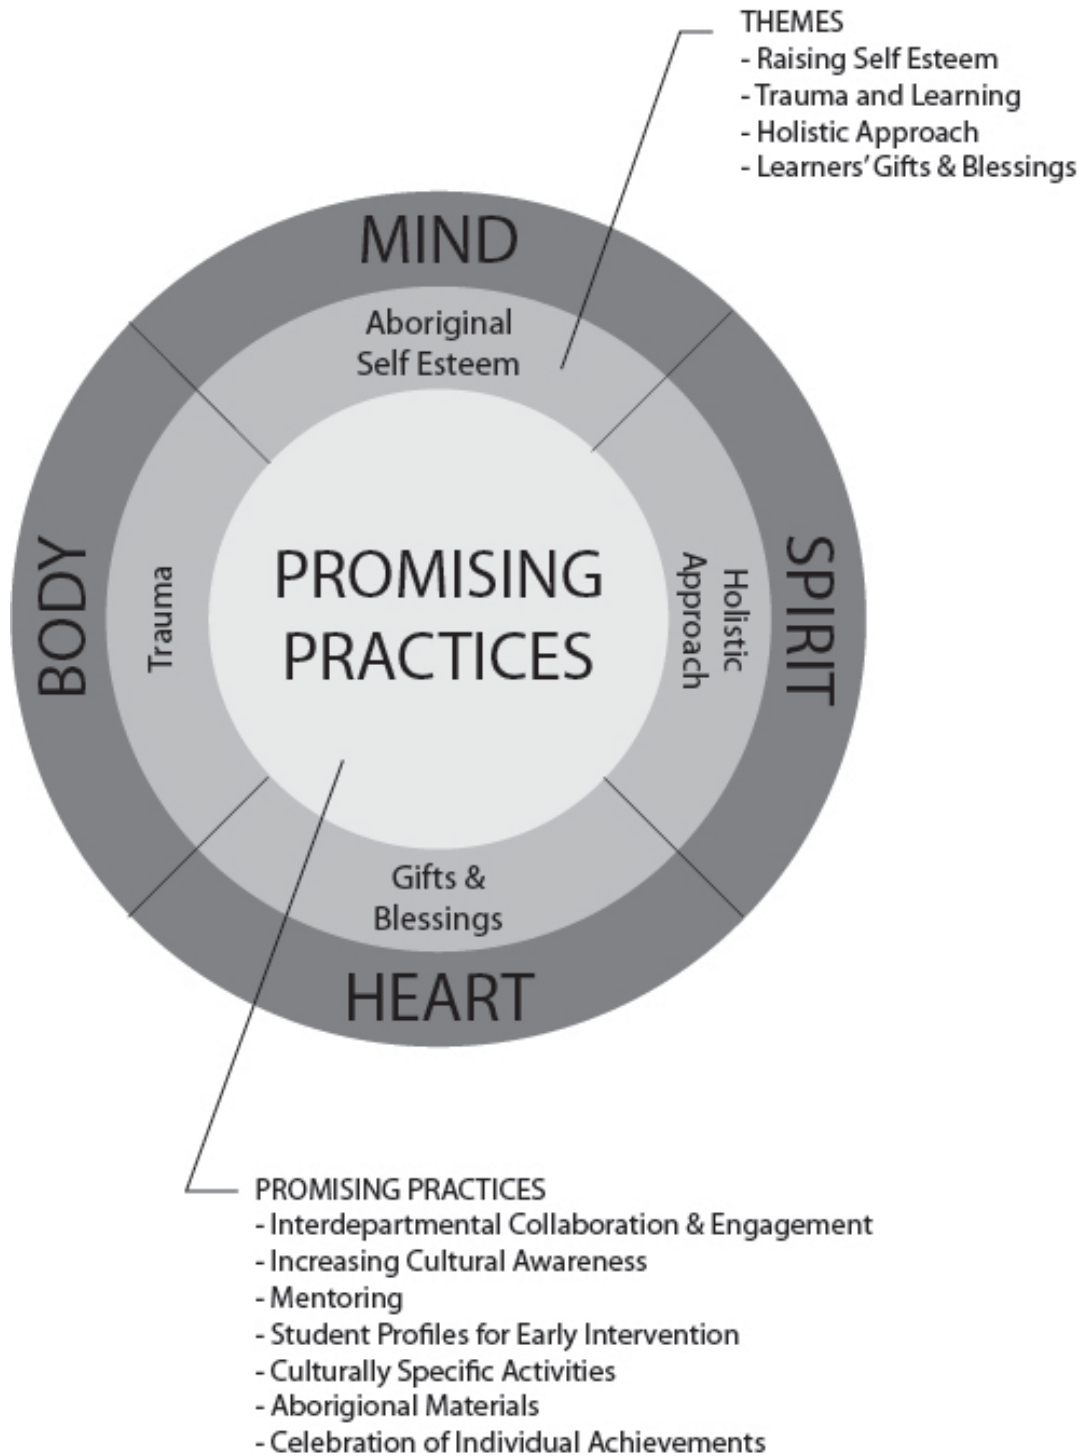 THEMES
- Raising Self Esteem
- Trauma and Learning
- Holistic Approach
- Learners' Gifts & Blessings
MIND
Aboriginal
Self Esteem
BODY
Trauma
PROMISING
PRACTICES
Holistic
Approach
SPIRIT
Gifts &
Blessings
HEART
PROMISING PRACTICES
- Interdepartmental Collaboration & Engagement
- Increasing Cultural Awareness
- Mentoring
- Student Profiles for Early Intervention
- Culturally Specific Activities
- Aborigional Materials
- Celebration of Individual Achievements